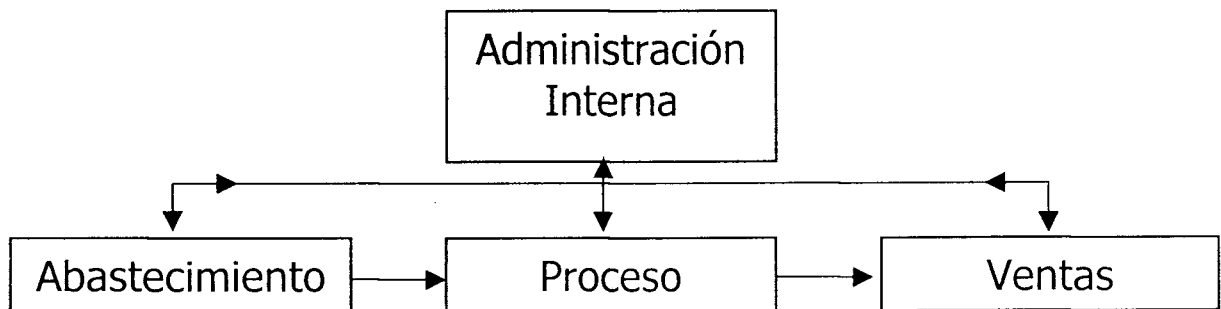 Administración
Interna
Abastecimiento
Proceso
Ventas